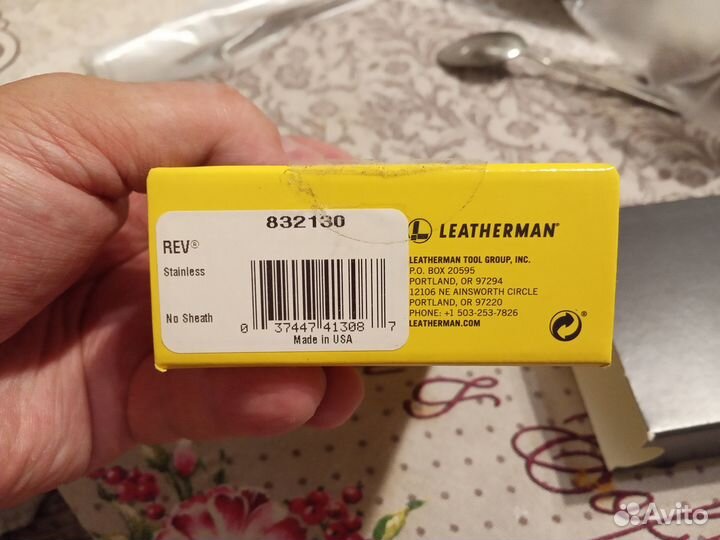 832130
REV®
Stainless
No Sheath
0 37447 41308 7
Made in USA
LEATHERMAN®
LEATHERMAN TOOL GROUP, INC.
P.O. BOX 20595
PORTLAND, OR 97294
12106 NE AINSWORTH CIRCLE
PORTLAND, OR 97220
PHONE: +1 503-253-7826
LEATHERMAN.COM
Avito